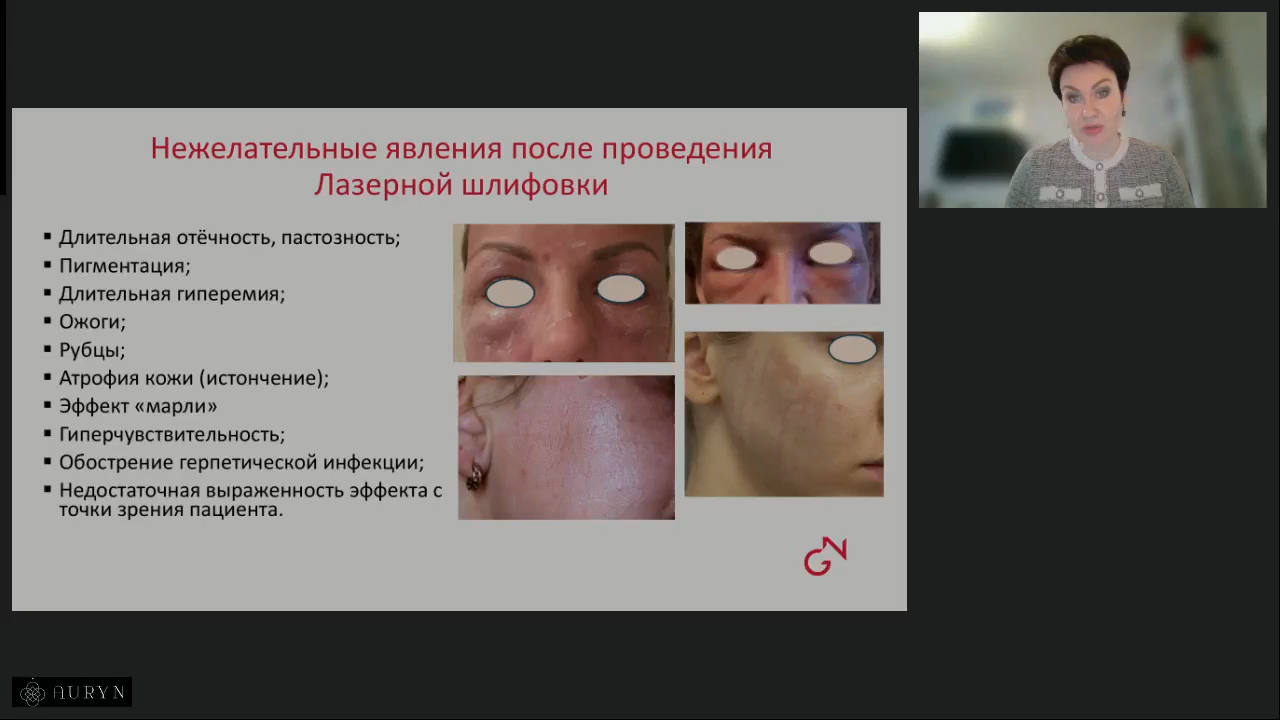 Нежелательные явления после проведения
Лазерной шлифовки
Длительная отёчность, пастозность;
Пигментация;
Длительная гиперемия;
Ожоги;
Рубцы;
Атрофия кожи (истончение);
Эффект «марли»
Гиперчувствительность;
Обострение герпетической инфекции;
Недостаточная выраженность эффекта с
точки зрения пациента.
GN
AURYN